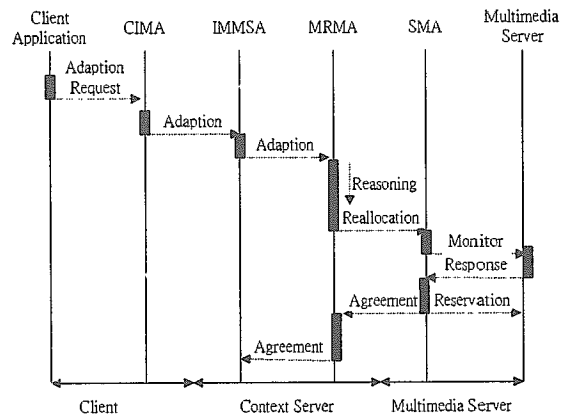 Client
Application
CIMA
IMMSA
MRMA
SMA
Multimedia
Server
Adaption
Request
Adaption
Adaption
Reasoning
Reallocation
Monitor
Response
Agreement
Reservation
Agreement
Client
Context Server
Multimedia Server